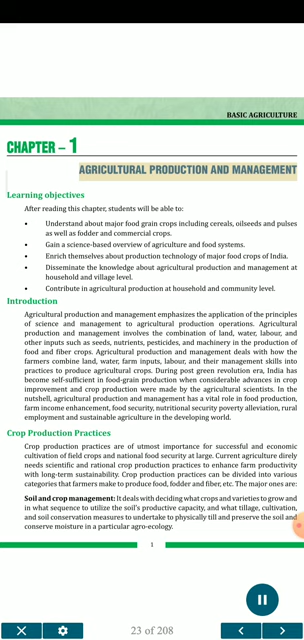 BASIC AGRICULTURE
CHAPTER – 1
AGRICULTURAL PRODUCTION AND MANAGEMENT
Learning objectives
After reading this chapter, students will be able to:
• Understand about major food grain crops including cereals, oilseeds and pulses
as well as fodder and commercial crops.
• Gain a science-based overview of agriculture and food systems.
• Enrich themselves about production technology of major food crops of India.
• Disseminate the knowledge about agricultural production and management at
household and village level.
• Contribute in agricultural production at household and community level.
Introduction
Agricultural production and management emphasizes the application of the principles
of science and management to agricultural production operations. Agricultural
production and management involves the combination of land, water, labour, and
other inputs such as seeds, nutrients, pesticides, and machinery in the production of
food and fiber crops. Agricultural production and management deals with how the
farmers combine land, water, farm inputs, labour, and their management skills into
practices to produce agricultural crops. During post green revolution era, India has
become self-sufficient in food-grain production when considerable advances in crop
improvement and crop production were made by the agricultural scientists. In the
nutshell, agricultural production and management has a vital role in food production,
farm income enhancement, food security, nutritional security poverty alleviation, rural
employment and sustainable agriculture in the developing world.
Crop Production Practices
Crop production practices are of utmost importance for successful and economic
cultivation of field crops and national food security at large. Current agriculture direly
needs scientific and rational crop production practices to enhance farm productivity
with long-term sustainability. Crop production practices can be divided into various
categories that farmers make to produce food, fodder and fiber, etc. The major ones are:
Soil and crop management: It deals with deciding what crops and varieties to grow and
in what sequence to utilize the soil's productive capacity, and what tillage, cultivation,
and soil conservation measures to undertake to physically till and preserve the soil and
conserve moisture in a particular agro-ecology.
1
23 of 208